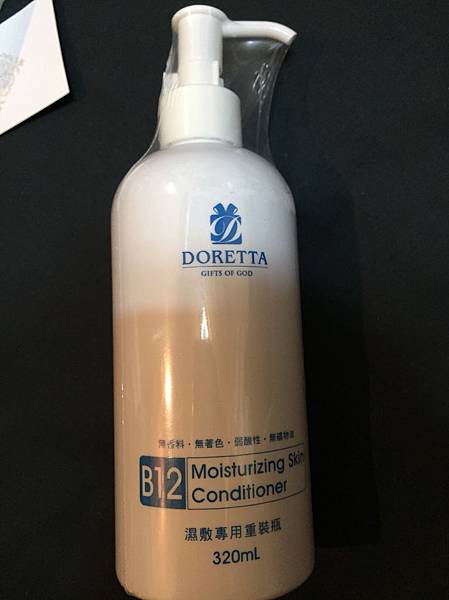 D
DORETTA
GIFTS OF GOD
無香料・無著色・弱酸性・無礦物油
B12
Moisturizing Skin
Conditioner
濕敷專用重裝瓶
320mL